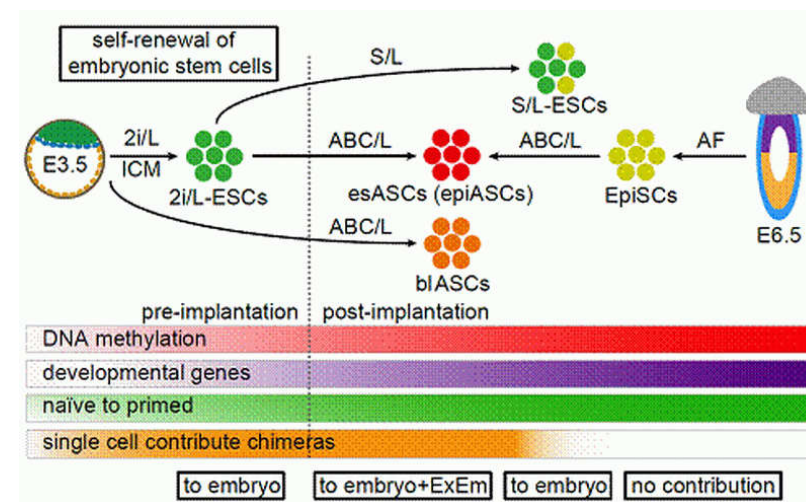 self-renewal of
embryonic stem cells
S/L
S/L-ESCs
E3.5
2i/L
ICM
2i/L-ESCs
ABC/L
esASCs (epiASCs)
ABC/L
EpiSCs
AF
E6.5
ABC/L
blASCs
pre-implantation
post-implantation
DNA methylation
developmental genes
naïve to primed
single cell contribute chimeras
to embryo
to embryo+ExEm
to embryo
no contribution